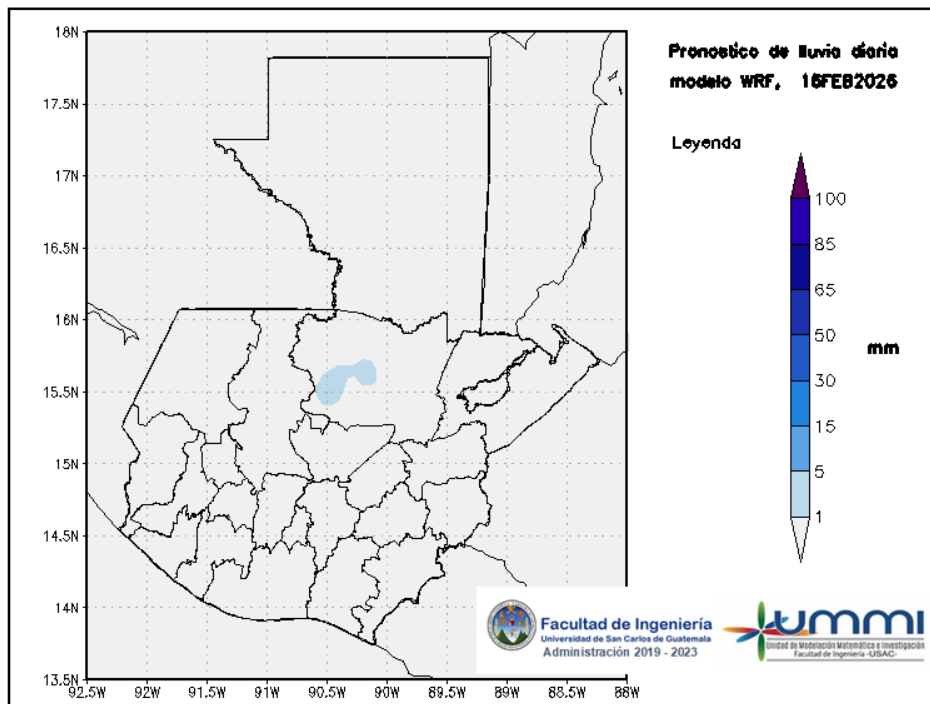 Pronostico de lluvia diaria
modelo WRF, 16FEB2026
Leyenda
100
85
65
50
30
15
5
1
mm
18N
17.5N
17N
16.5N
16N
15.5N
15N
14.5N
14N
13.5N
92.5W 92W 91.5W 91W 90.5W 90W 89.5W 89W 88.5W 88W
Facultad de Ingeniería
Universidad de San Carlos de Guatemala
Administración 2019 - 2023
ummi
Unidad de Modelación Matemática e Investigación
Facultad de Ingeniería -USAC-